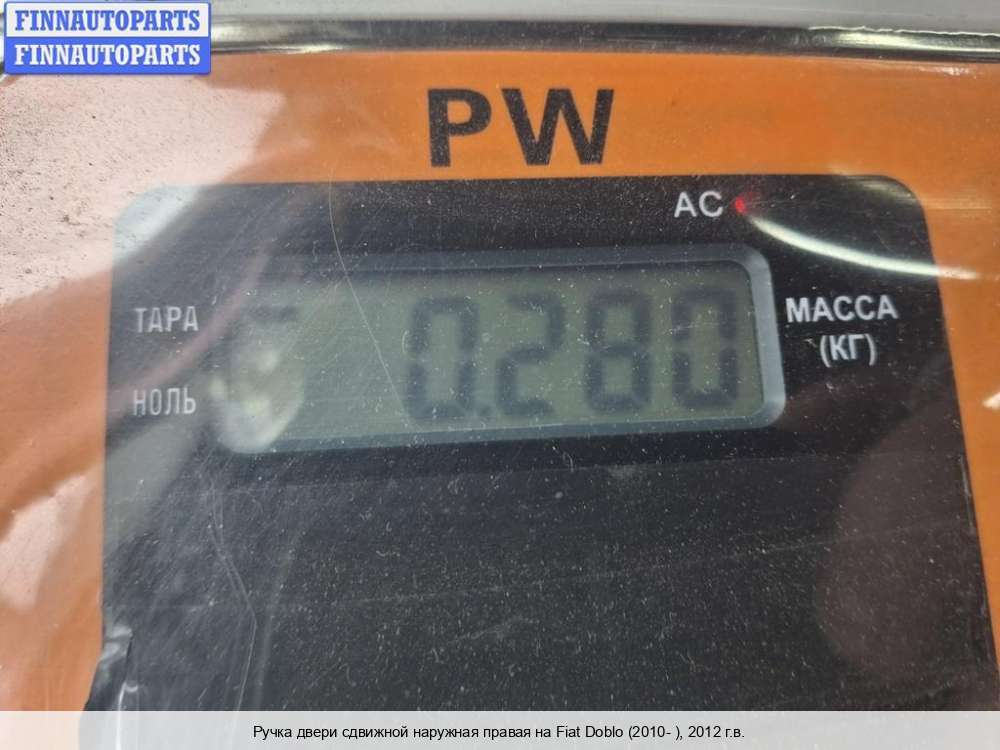 FINNAUTOPARTS
FINNAUTOPARTS
PW
AC
ТАРА
0.280
МАССА
(КГ)
НОЛЬ
Ручка двери сдвижной наружная правая на Fiat Doblo (2010- ), 2012 г.в.